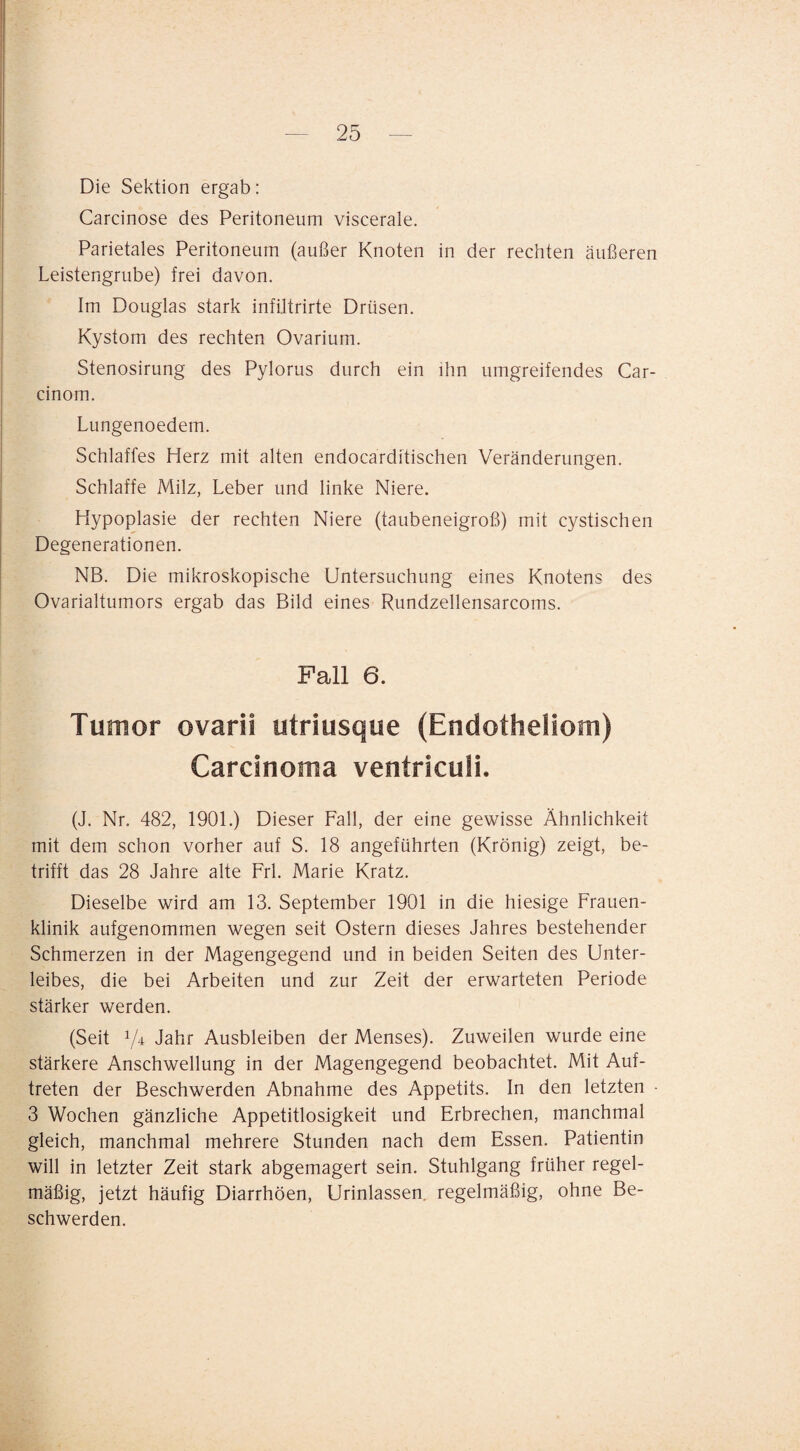 — 25 —
Die Sektion ergab:
Carcinose des Peritoneum viscerale.
Parietales Peritoneum (außer Knoten in der rechten äußeren
Leistengrube) frei davon.
Im Douglas stark infiltrirte Drüsen.
Kystom des rechten Ovarium.
Stenosirung des Pylorus durch ein ihn umgreifendes Car-
cinom.
Lungenoedem.
Schlaffes Herz mit alten endocarditischen Veränderungen.
Schlaffe Milz, Leber und linke Niere.
Hypoplasie der rechten Niere (taubeneigroß) mit cystischen
Degenerationen.
NB. Die mikroskopische Untersuchung eines Knotens des
Ovarialtumors ergab das Bild eines Rundzellensarcoms.
Fall 6.
Tumor ovarii utriusque (Endotheliom)
Carcinoma ventriculi.
(J. Nr. 482, 1901.) Dieser Fall, der eine gewisse Ähnlichkeit
mit dem schon vorher auf S. 18 angeführten (Krönig) zeigt, be-
trifft das 28 Jahre alte Frl. Marie Kratz.
Dieselbe wird am 13. September 1901 in die hiesige Frauen-
klinik aufgenommen wegen seit Ostern dieses Jahres bestehender
Schmerzen in der Magengegend und in beiden Seiten des Unter-
leibes, die bei Arbeiten und zur Zeit der erwarteten Periode
stärker werden.
(Seit ¼ Jahr Ausbleiben der Menses). Zuweilen wurde eine
stärkere Anschwellung in der Magengegend beobachtet. Mit Auf-
treten der Beschwerden Abnahme des Appetits. In den letzten
3 Wochen gänzliche Appetitlosigkeit und Erbrechen, manchmal
gleich, manchmal mehrere Stunden nach dem Essen. Patientin
will in letzter Zeit stark abgemagert sein. Stuhlgang früher regel-
mäßig, jetzt häufig Diarrhöen, Urinlassen regelmäßig, ohne Be-
schwerden.